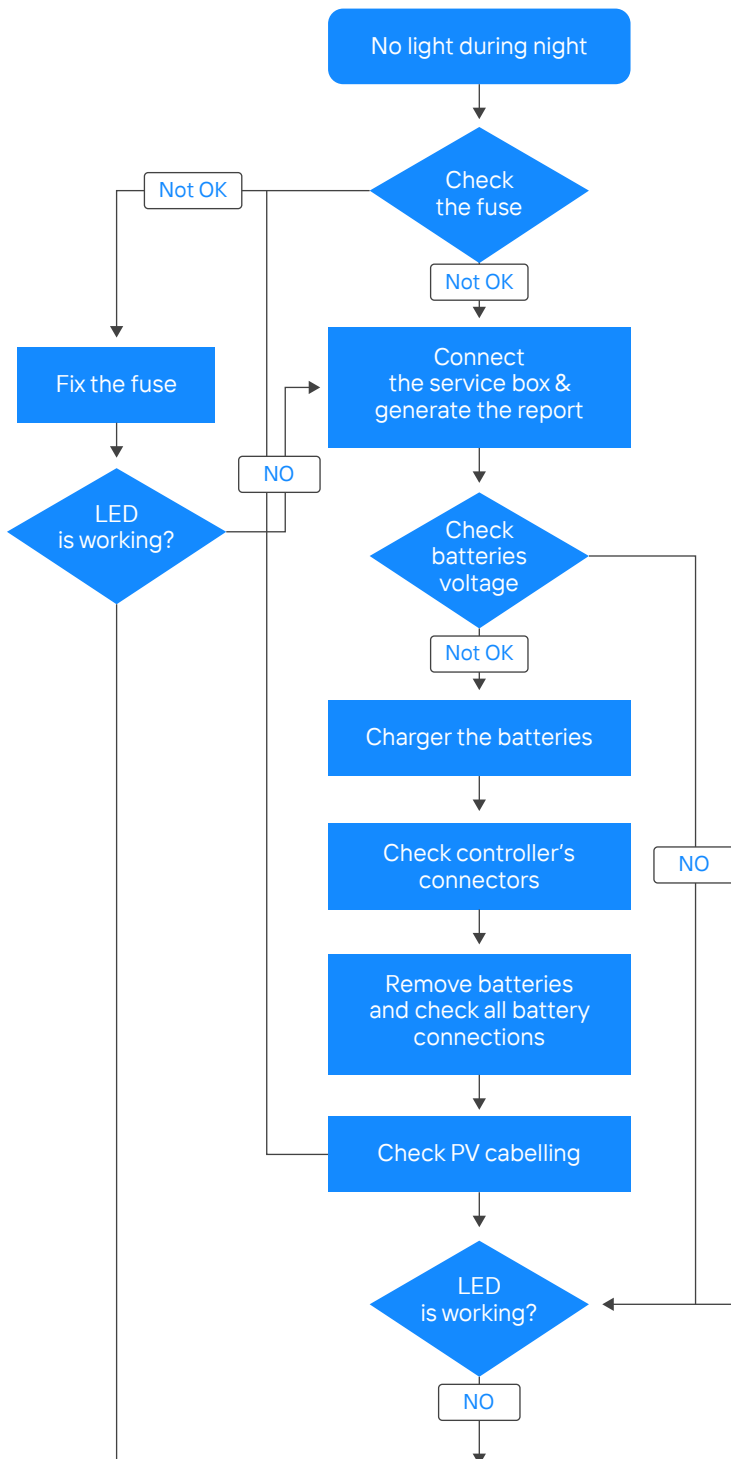 No light during night
Check
the fuse
Not OK
Not OK
Fix the fuse
Connect
the service box &
generate the report
NO
LED
is working?
Check
batteries
voltage
Not OK
Charger the batteries
Check controller's
connectors
NO
Remove batteries
and check all battery
connections
Check PV cabelling
LED
is working?
NO